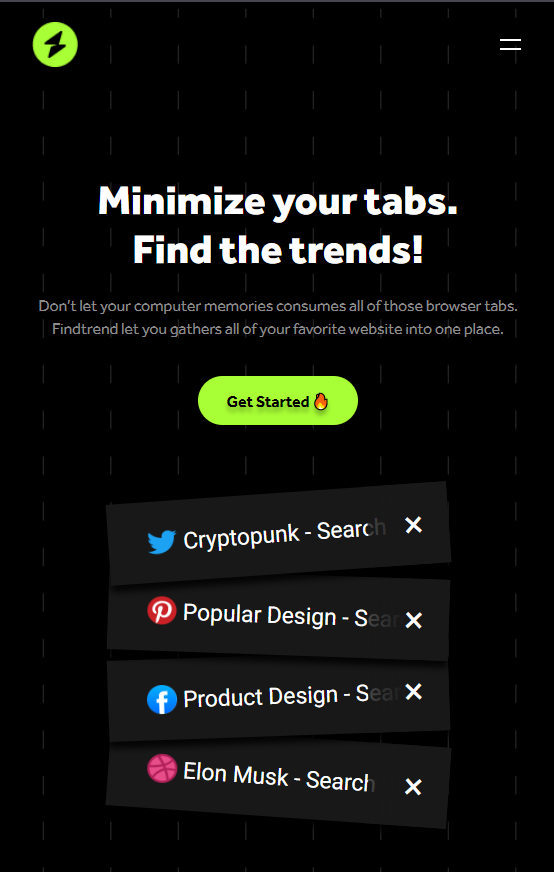 Minimize your tabs.
Find the trends!
Don't let your computer memories consumes all of those browser tabs.
Findtrend let you gathers all of your favorite website into one place.
Get Started 🔥
Cryptopunk - Search
Popular Design - Sear
Product Design - Sear
Elon Musk - Search